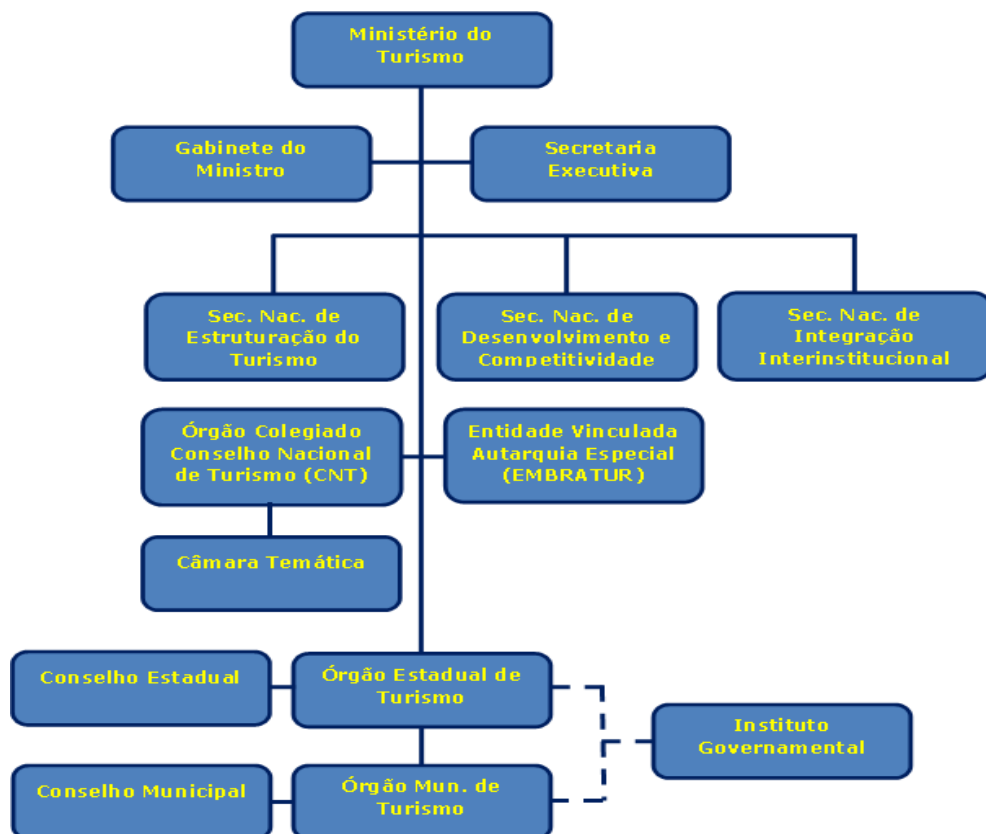 Ministério do
Turismo
Gabinete do
Ministro
Secretaria
Executiva
Sec. Nac. de
Estruturação do
Turismo
Sec. Nac. de
Desenvolvimento e
Competitividade
Sec. Nac. de
Integração
Interinstitucional
Órgão Colegiado
Conselho Nacional
de Turismo (CNT)
Entidade Vinculada
Autarquia Especial
(EMBRATUR)
Câmara Temática
Conselho Estadual
Órgão Estadual de
Turismo
Instituto
Governamental
Conselho Municipal
Órgão Mun. de
Turismo